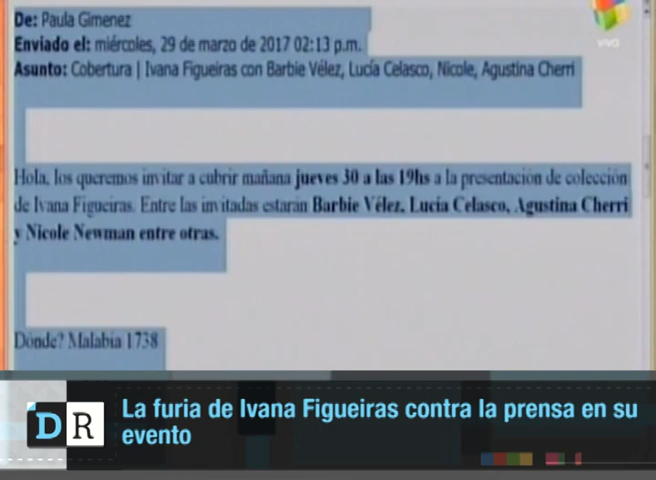 De: Paula Gimenez
Enviado el: miércoles, 29 de marzo de 2017 02:13 p.m.
Asunto: Cobertura | Ivana Figueiras con Barbie Vélez, Lucía Celasco, Nicole, Agustina Cherri
vivo
Hola, los queremos invitar a cubrir mañana jueves 30 a las 19hs a la presentación de colección
de Ivana Figueiras. Entre las invitadas estarán Barbie Vélez, Lucía Celasco, Agustina Cherri
y Nicole Newman entre otras.
Dónde? Malabia 1738
DR
La furia de Ivana Figueiras contra la prensa en su
evento